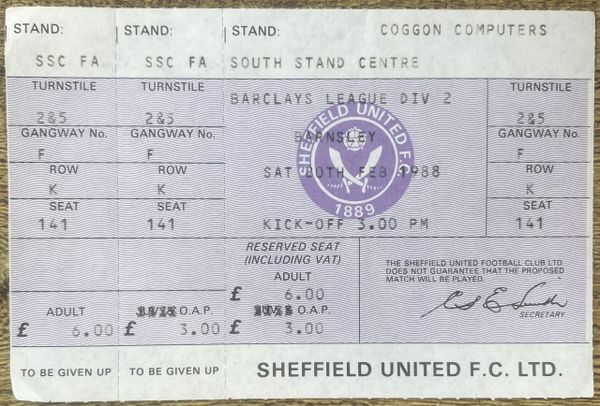 STAND: STAND: STAND: COGGON COMPUTERS
SSC FA SSC FA SOUTH STAND CENTRE
TURNSTILE TURNSTILE TURNSTILE
2&5 2&5 2&5
BARCLAYS LEAGUE DIV 2
GANGWAY No. GANGWAY No. GANGWAY No.
F F F
BARNSLEY
ROW ROW ROW
K K K
SAT 20TH FEB 1988
SEAT SEAT SEAT
141 141 141
KICK-OFF 3.00 PM
SHEFFIELD UNITED F.C.
1889
RESERVED SEAT
(INCLUDING VAT)
ADULT
£ 6.00
O.A.P.
£ 3.00
THE SHEFFIELD UNITED FOOTBALL CLUB LTD
DOES NOT GUARANTEE THAT THE PROPOSED
MATCH WILL BE PLAYED.
SECRETARY
ADULT O.A.P.
£ 6.00 £ 3.00
TO BE GIVEN UP TO BE GIVEN UP SHEFFIELD UNITED F.C. LTD.